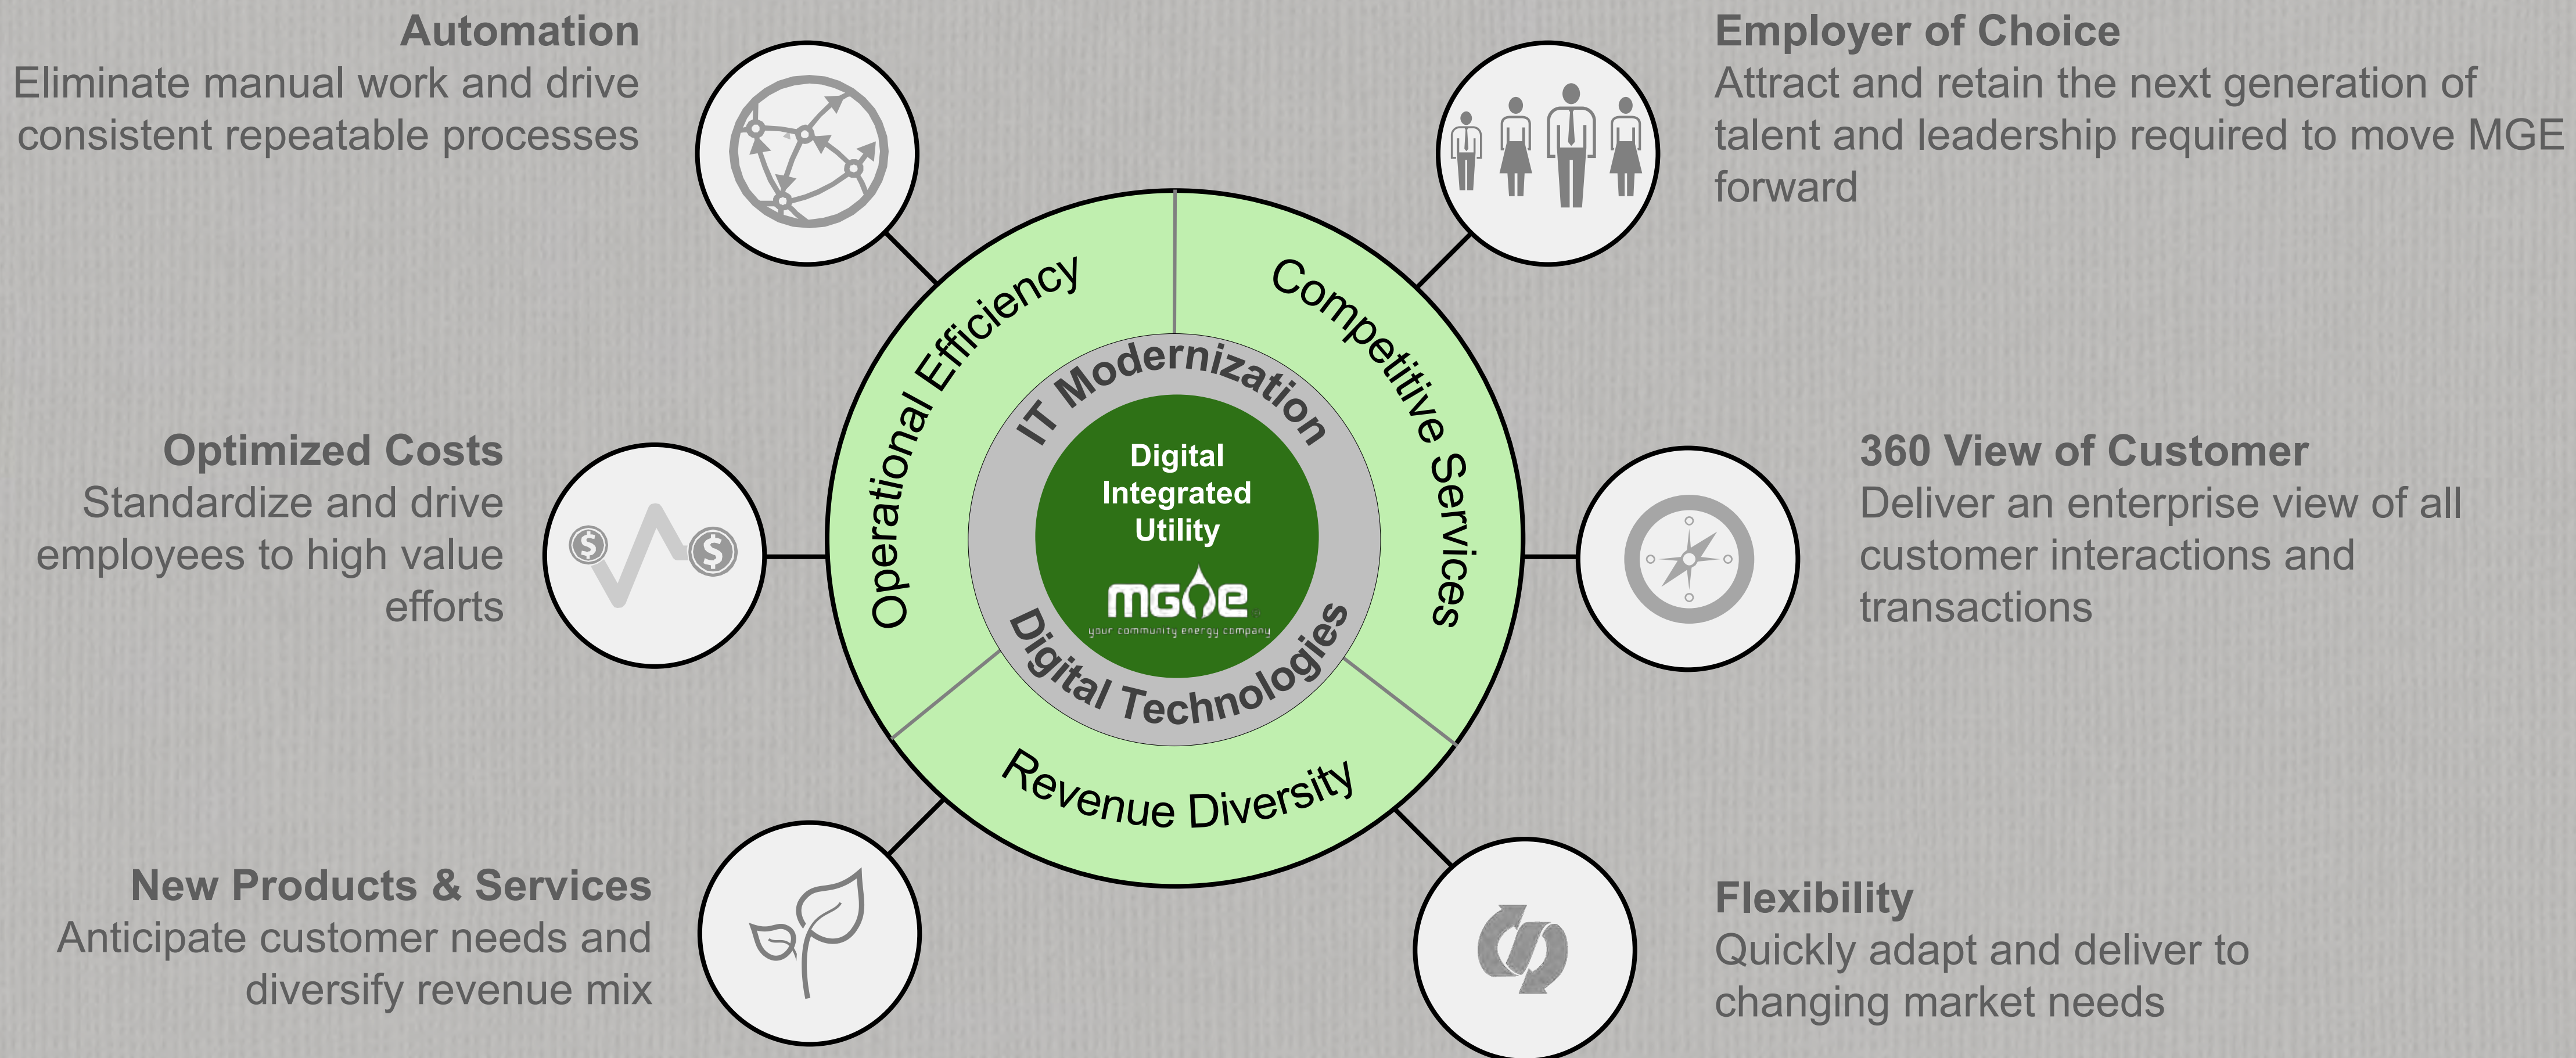 Automation
Eliminate manual work and drive
consistent repeatable processes
Employer of Choice
Attract and retain the next generation of
talent and leadership required to move MGE
forward
Operational Efficiency
Competitive Services
IT Modernization
Digital
Integrated
Utility
mge
your community energy company
Digital Technologies
Revenue Diversity
Optimized Costs
Standardize and drive
employees to high value
efforts
$ $
360 View of Customer
Deliver an enterprise view of all
customer interactions and
transactions
New Products & Services
Anticipate customer needs and
diversify revenue mix
Flexibility
Quickly adapt and deliver to
changing market needs